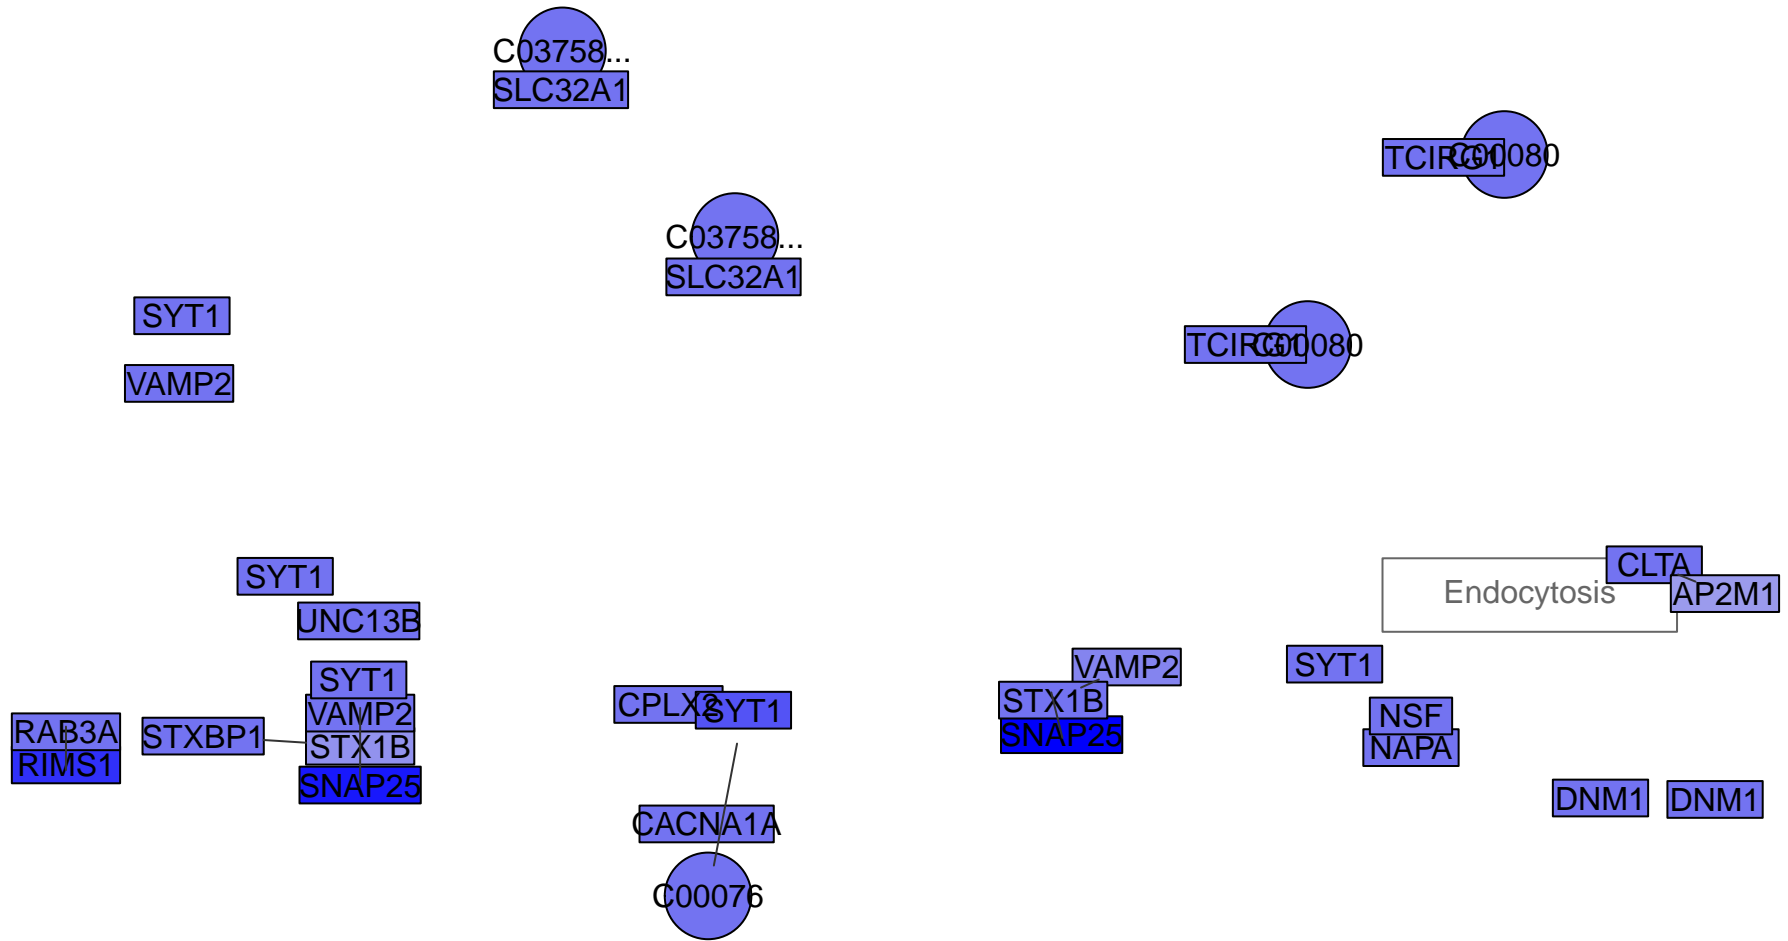 C03758...
SLC32A1
TCIRG1
C00080
C03758...
SLC32A1
SYT1
TCIRG1
C00080
VAMP2
SYT1
CLTA
Endocytosis
AP2M1
UNC13B
SYT1
VAMP2
SYT1
CPLX2
SYT1
STX1B
VAMP2
NSF
RAB3A
STXBP1
STX1B
SNAP25
NAPA
RIMS1
SNAP25
DNM1
DNM1
CACNA1A
C00076